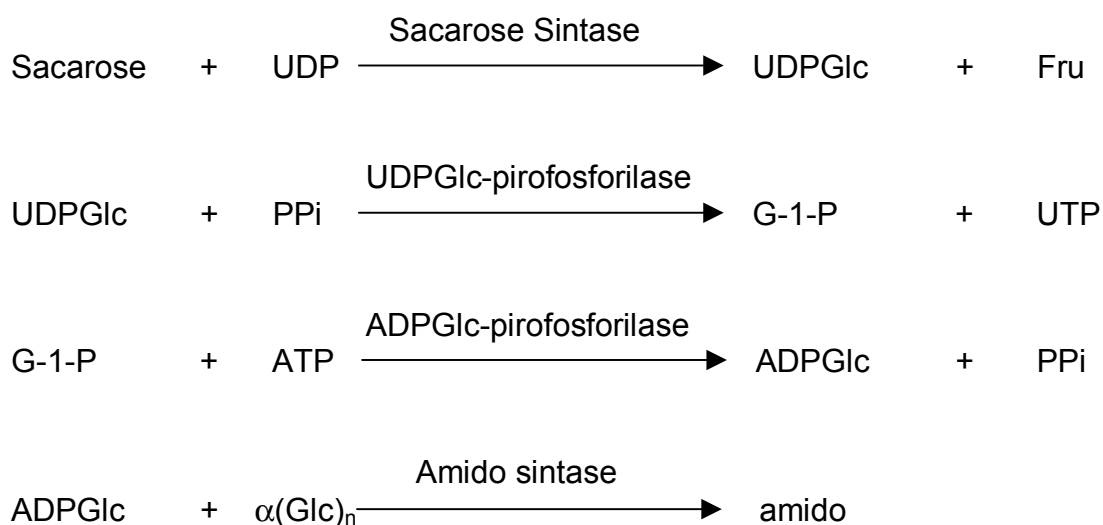 Sacarose Sintase
Sacarose + UDP UDPGlc + Fru
UDPGlc-pirofosforilase
UDPGlc + PPi G-1-P + UTP
ADPGlc-pirofosforilase
G-1-P + ATP ADPGlc + PPi
Amido sintase
ADPGlc + α(Glc)n amido